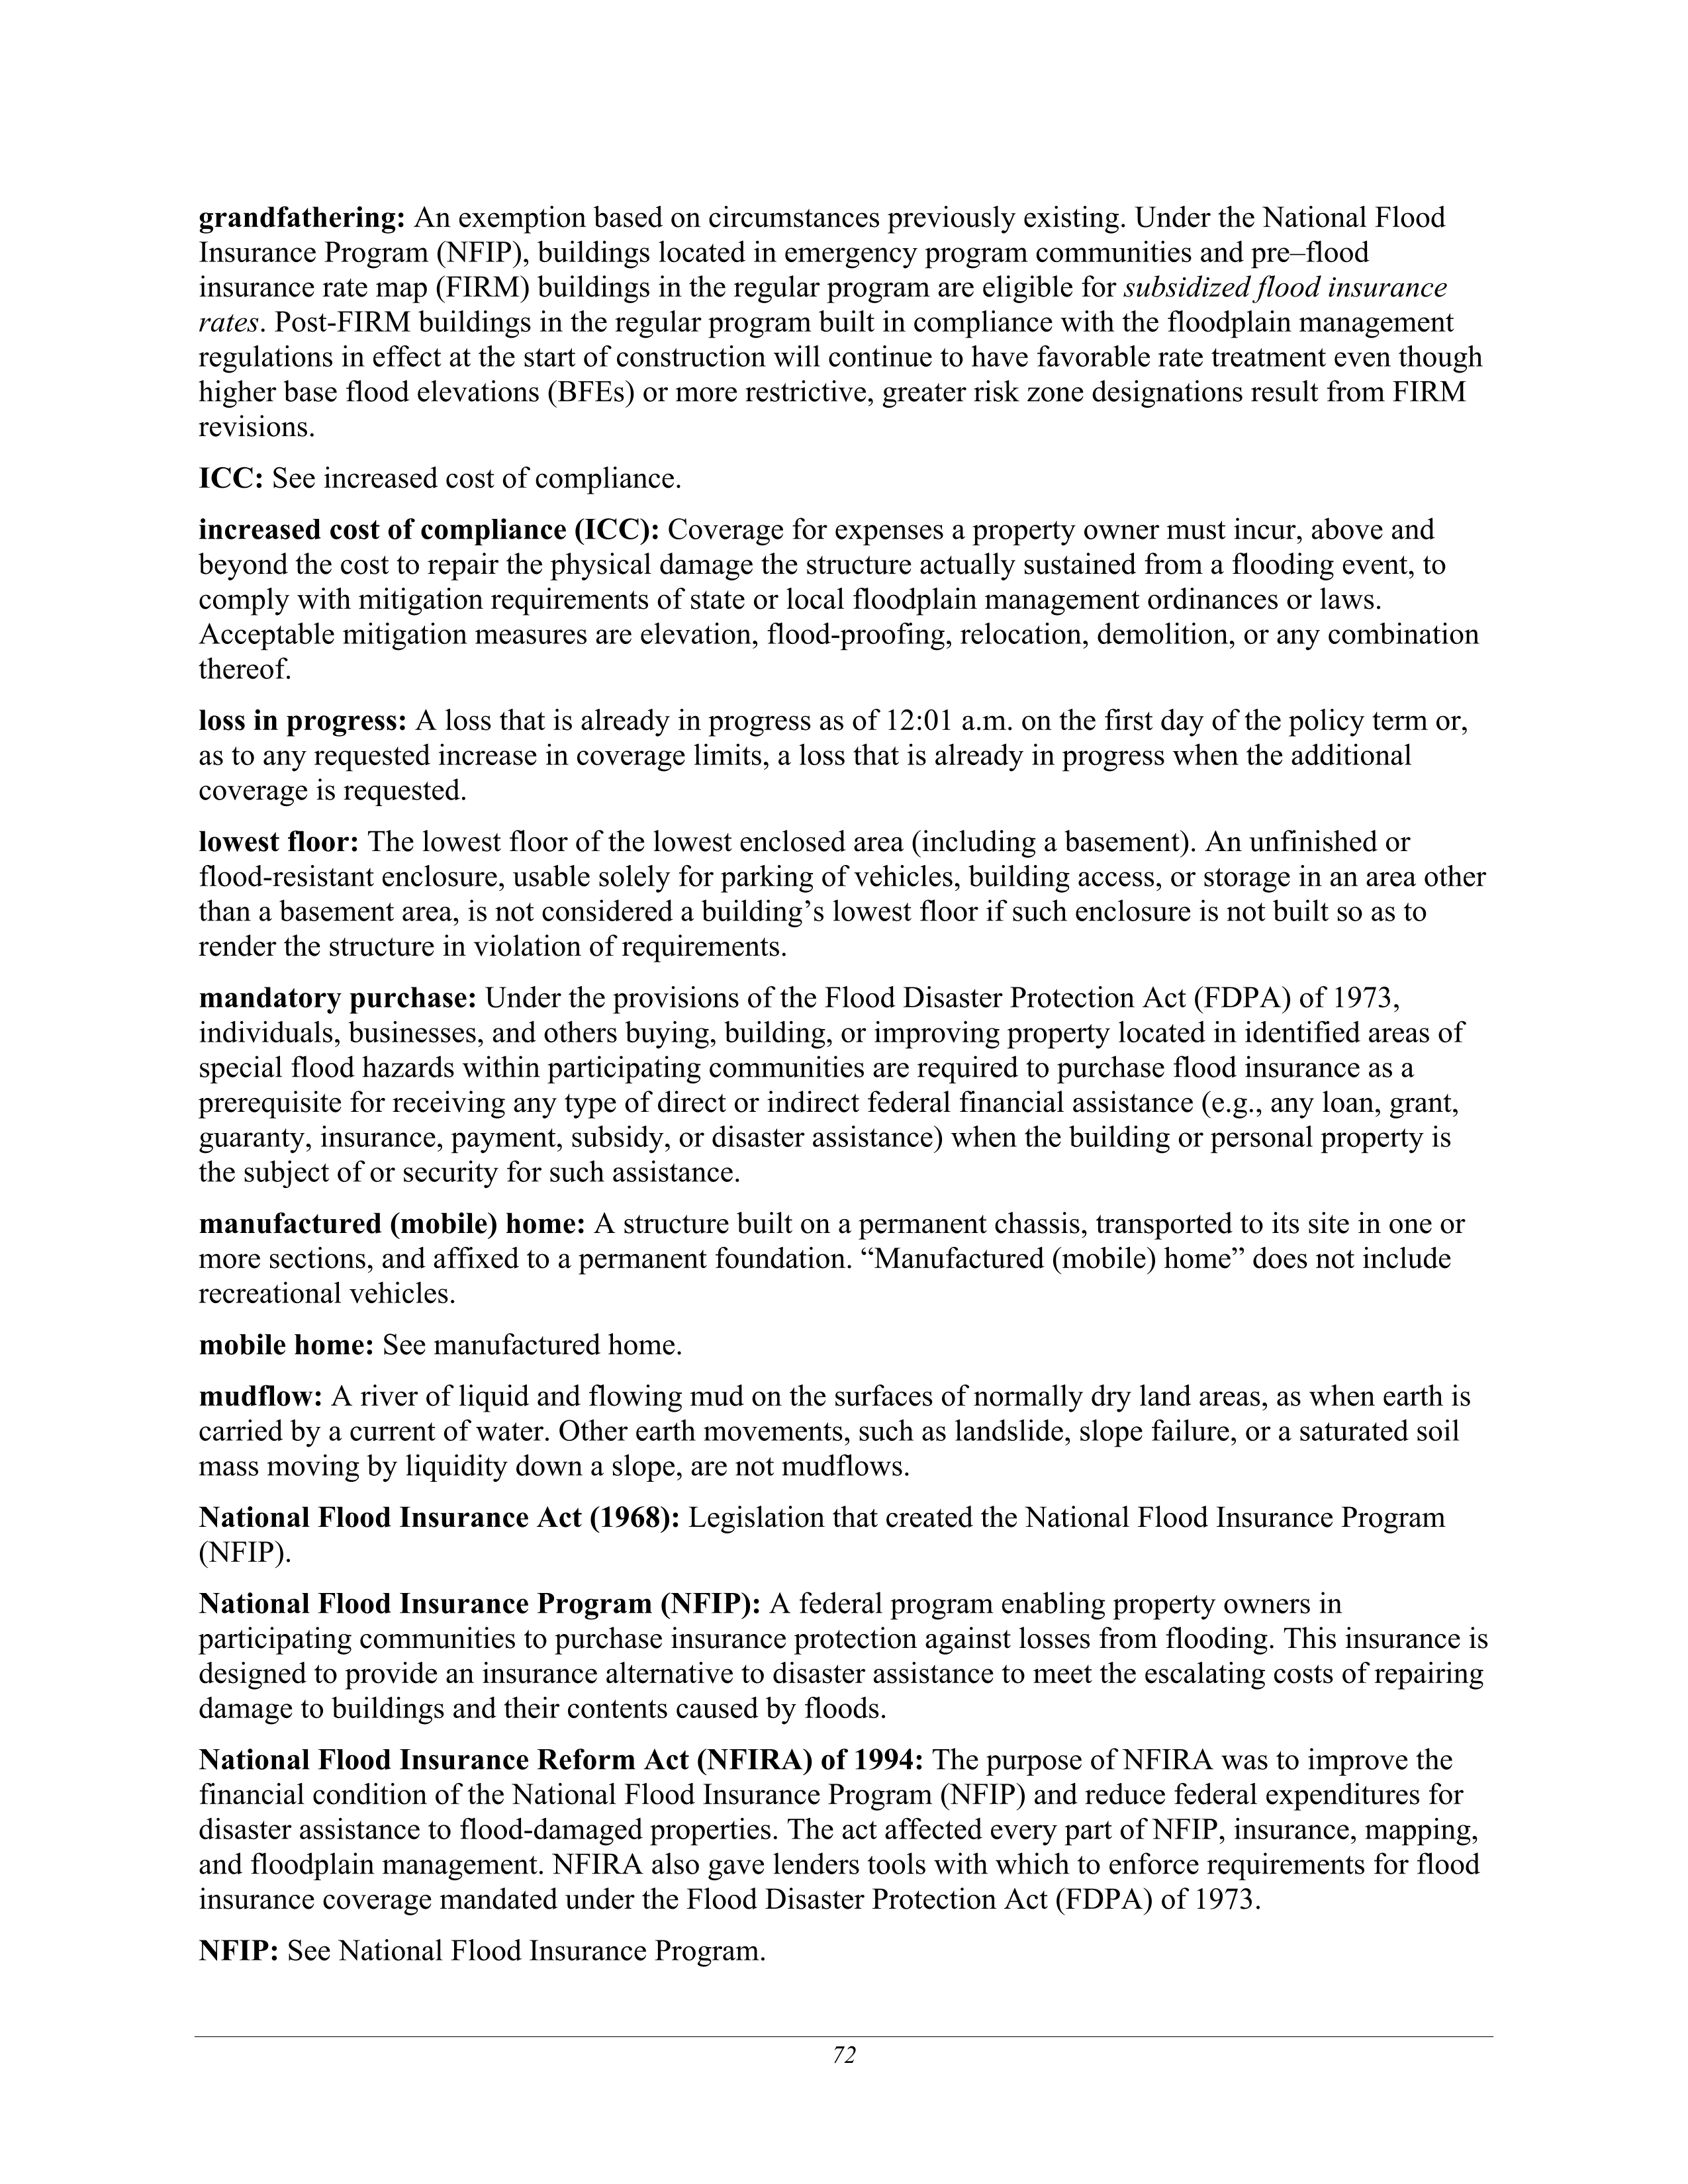 grandfathering: An exemption based on circumstances previously existing. Under the National Flood
Insurance Program (NFIP), buildings located in emergency program communities and pre–flood
insurance rate map (FIRM) buildings in the regular program are eligible for subsidized flood insurance
rates. Post-FIRM buildings in the regular program built in compliance with the floodplain management
regulations in effect at the start of construction will continue to have favorable rate treatment even though
higher base flood elevations (BFEs) or more restrictive, greater risk zone designations result from FIRM
revisions.
ICC: See increased cost of compliance.
increased cost of compliance (ICC): Coverage for expenses a property owner must incur, above and
beyond the cost to repair the physical damage the structure actually sustained from a flooding event, to
comply with mitigation requirements of state or local floodplain management ordinances or laws.
Acceptable mitigation measures are elevation, flood-proofing, relocation, demolition, or any combination
thereof.
loss in progress: A loss that is already in progress as of 12:01 a.m. on the first day of the policy term or,
as to any requested increase in coverage limits, a loss that is already in progress when the additional
coverage is requested.
lowest floor: The lowest floor of the lowest enclosed area (including a basement). An unfinished or
flood-resistant enclosure, usable solely for parking of vehicles, building access, or storage in an area other
than a basement area, is not considered a building’s lowest floor if such enclosure is not built so as to
render the structure in violation of requirements.
mandatory purchase: Under the provisions of the Flood Disaster Protection Act (FDPA) of 1973,
individuals, businesses, and others buying, building, or improving property located in identified areas of
special flood hazards within participating communities are required to purchase flood insurance as a
prerequisite for receiving any type of direct or indirect federal financial assistance (e.g., any loan, grant,
guaranty, insurance, payment, subsidy, or disaster assistance) when the building or personal property is
the subject of or security for such assistance.
manufactured (mobile) home: A structure built on a permanent chassis, transported to its site in one or
more sections, and affixed to a permanent foundation. “Manufactured (mobile) home” does not include
recreational vehicles.
mobile home: See manufactured home.
mudflow: A river of liquid and flowing mud on the surfaces of normally dry land areas, as when earth is
carried by a current of water. Other earth movements, such as landslide, slope failure, or a saturated soil
mass moving by liquidity down a slope, are not mudflows.
National Flood Insurance Act (1968): Legislation that created the National Flood Insurance Program
(NFIP).
National Flood Insurance Program (NFIP): A federal program enabling property owners in
participating communities to purchase insurance protection against losses from flooding. This insurance is
designed to provide an insurance alternative to disaster assistance to meet the escalating costs of repairing
damage to buildings and their contents caused by floods.
National Flood Insurance Reform Act (NFIRA) of 1994: The purpose of NFIRA was to improve the
financial condition of the National Flood Insurance Program (NFIP) and reduce federal expenditures for
disaster assistance to flood-damaged properties. The act affected every part of NFIP, insurance, mapping,
and floodplain management. NFIRA also gave lenders tools with which to enforce requirements for flood
insurance coverage mandated under the Flood Disaster Protection Act (FDPA) of 1973.
NFIP: See National Flood Insurance Program.
72